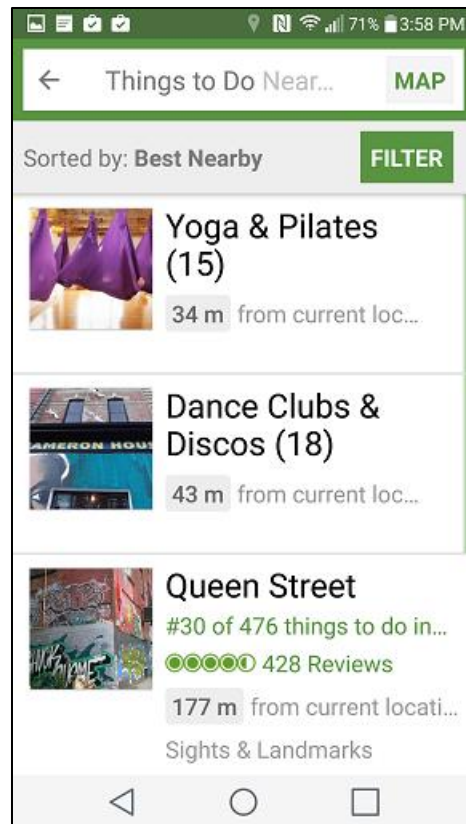 71% 3:58 PM
Things to Do Near... MAP
Sorted by: Best Nearby FILTER
Yoga & Pilates
(15)
34 m from current loc...
AMERON HOUS
Dance Clubs &
Discos (18)
43 m from current loc...
Queen Street
#30 of 476 things to do in...
428 Reviews
177 m from current locati...
Sights & Landmarks